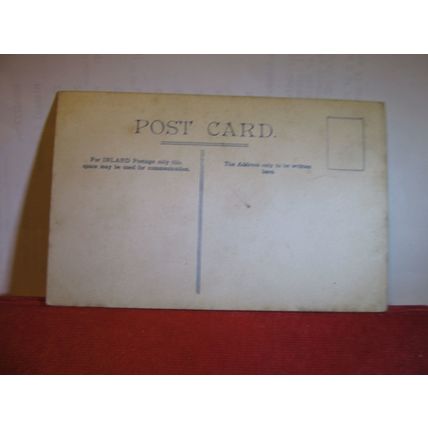 POST CARD.
For INLAND Postage only this
space may be used for communication.
The Address only to be written
here